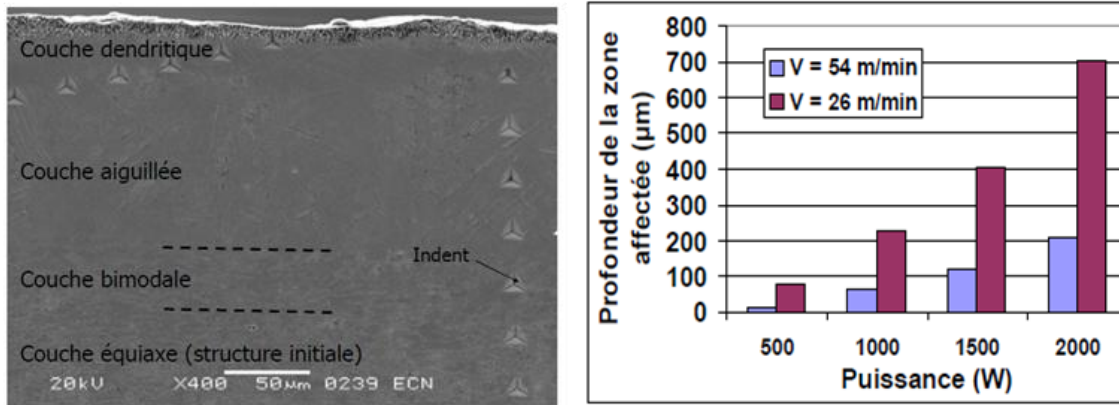 Couche dendritique
Couche aiguillée
Indent
Couche bimodale
Couche équiaxe (structure initiale)
20kV X400 50µm 0239 ECN
Profondeur de la zone
affectée (µm)
800
700
600
500
400
300
200
100
0
V = 54 m/min
V = 26 m/min
500 1000 1500 2000
Puissance (W)